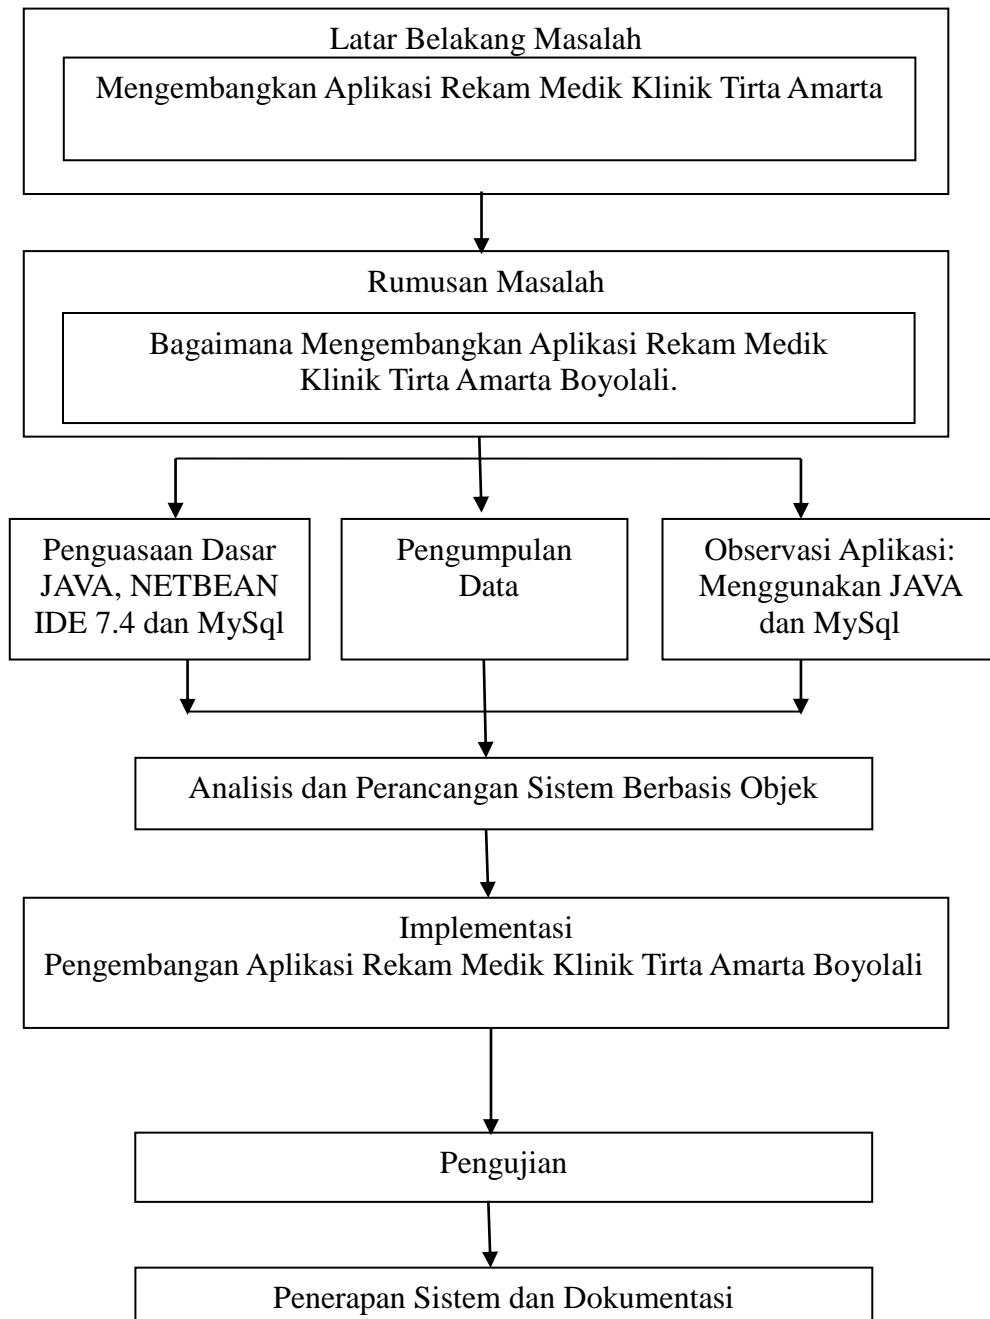 Latar Belakang Masalah
Mengembangkan Aplikasi Rekam Medik Klinik Tirta Amarta
Rumusan Masalah
Bagaimana Mengembangkan Aplikasi Rekam Medik
Klinik Tirta Amarta Boyolali.
Penguasaan Dasar
JAVA, NETBEAN
IDE 7.4 dan MySql
Pengumpulan
Data
Observasi Aplikasi:
Menggunakan JAVA
dan MySql
Analisis dan Perancangan Sistem Berbasis Objek
Implementasi
Pengembangan Aplikasi Rekam Medik Klinik Tirta Amarta Boyolali
Pengujian
Penerapan Sistem dan Dokumentasi